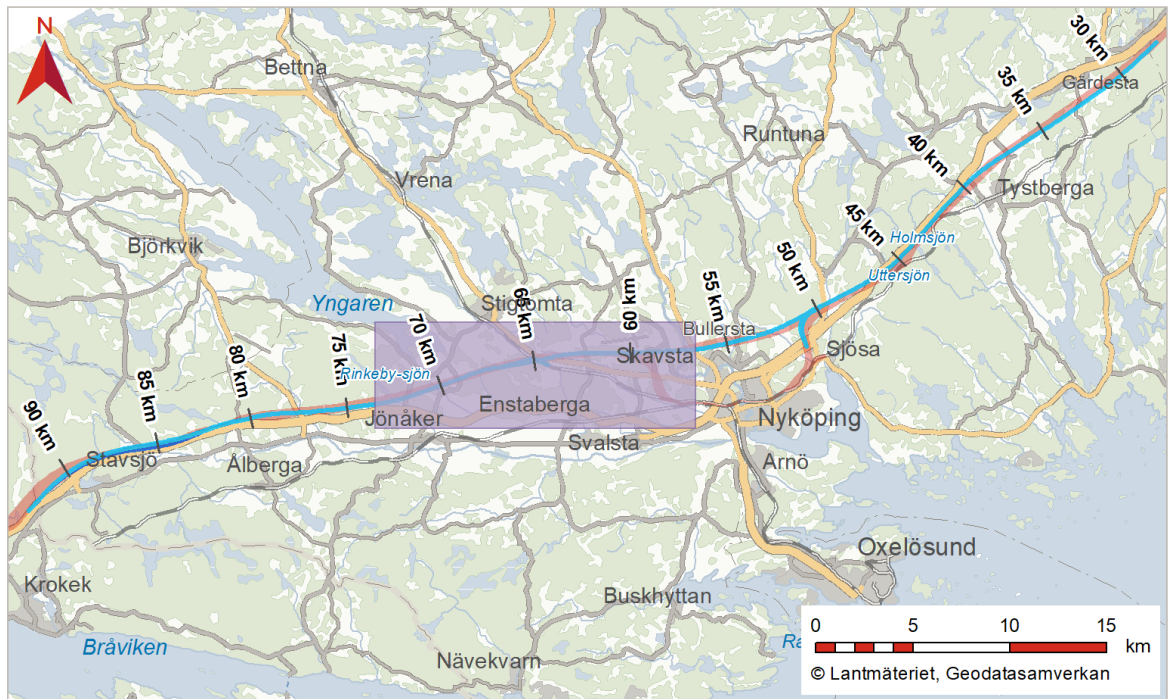 N
30 km
Bettna
Gårdesta
35 km
Runtuna
40 km
Vrena
Tystberga
Björkvik
45 km
Holmsjön
Uttersjön
50 km
Yngaren
Stigtomta
60 km
55 km
65 km
70 km
Bullersta
Skavsta
Sjösa
75 km
Rinkeby-sjön
80 km
Enstaberga
Jönåker
Nyköping
85 km
90 km
Svalsta
Stavsjö
Ålberga
Arnö
Oxelösund
Krokek
Buskhyttan
Bråviken
Nävekvarn
0 5 10 15
km
© Lantmäteriet, Geodatasamverkan